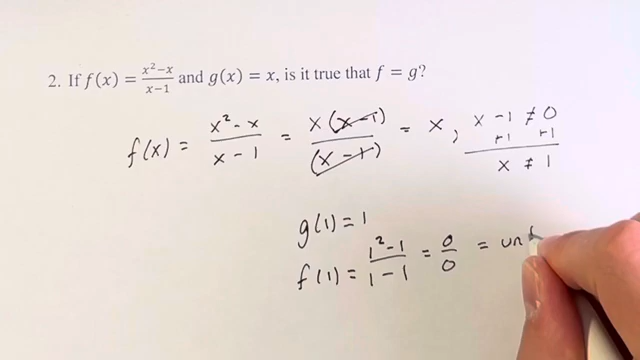 2. If f(x) = (x²−x)/(x−1) and g(x) = x, is it true that f = g?
f(x) = (x² - x)/(x - 1) = x(x-1)/(x-1) = x, x - 1 ≠ 0
+1 +1
x ≠ 1
g(1) = 1
f(1) = (1² - 1)/(1 - 1) = 0/0 = un